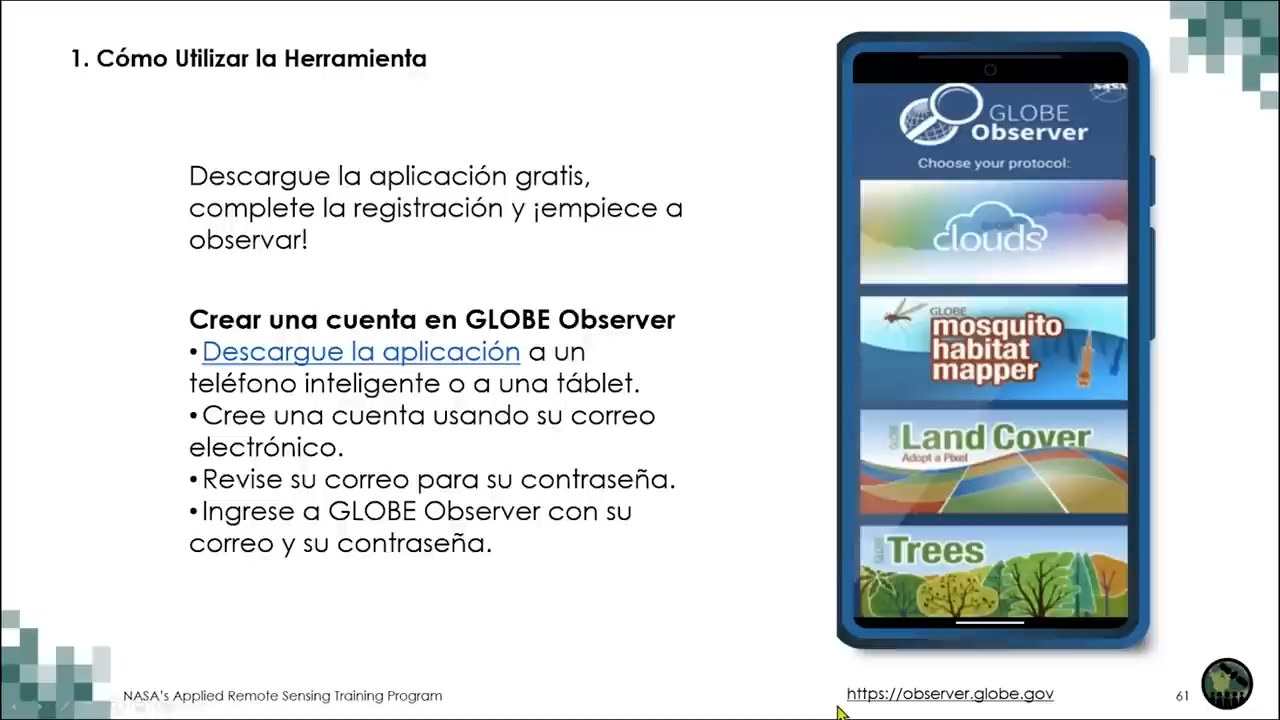 1. Cómo Utilizar la Herramienta
Descargue la aplicación gratis,
complete la registración y ¡empiece a
observar!
Crear una cuenta en GLOBE Observer
• Descargue la aplicación a un
teléfono inteligente o a una táblet.
• Cree una cuenta usando su correo
electrónico.
• Revise su correo para su contraseña.
• Ingrese a GLOBE Observer con su
correo y su contraseña.
NASA
GLOBE
Observer
Choose your protocol:
clouds
GLOBE
mosquito
habitat
mapper
GLOBE
Land Cover
Adopt a Pixel
GLOBE
Trees
NASA's Applied Remote Sensing Training Program
https://observer.globe.gov
61